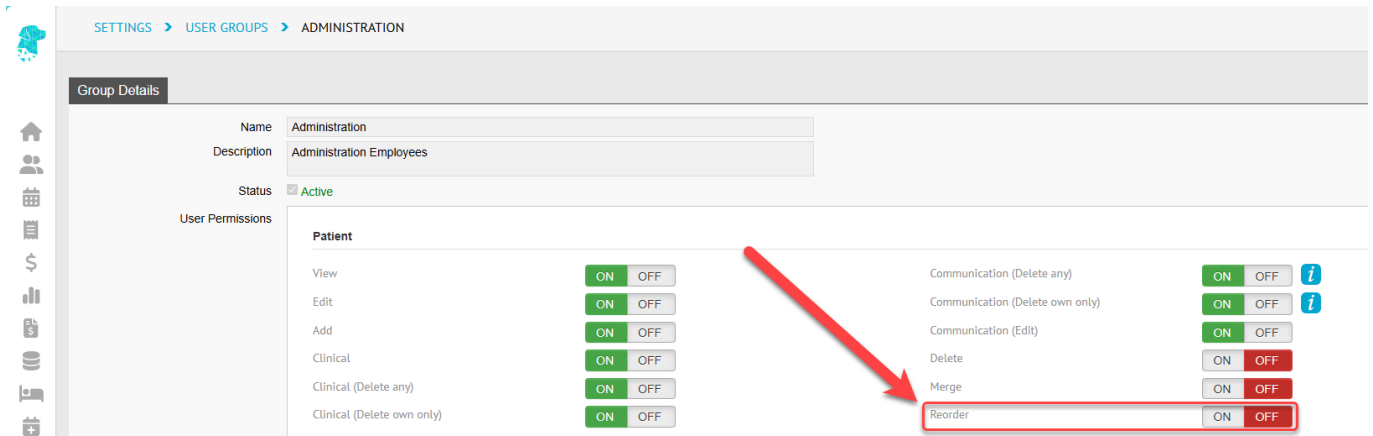 SETTINGS > USER GROUPS > ADMINISTRATION
Group Details
Name Administration
Description Administration Employees
Status Active
User Permissions
Patient
View ON OFF Communication (Delete any) ON OFF i
Edit ON OFF Communication (Delete own only) ON OFF i
Add ON OFF Communication (Edit) ON OFF
Clinical ON OFF Delete ON OFF
Clinical (Delete any) ON OFF Merge ON OFF
Clinical (Delete own only) ON OFF Reorder ON OFF